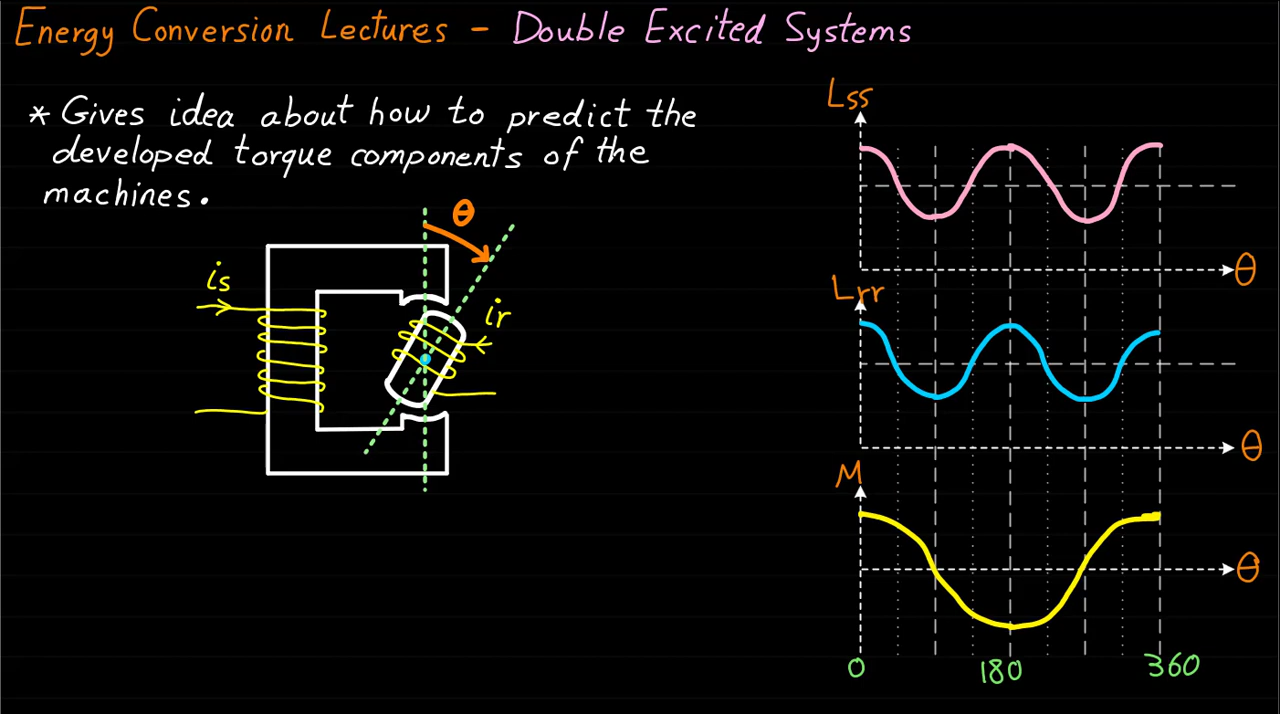 Energy Conversion Lectures - Double Excited Systems
* Gives idea about how to predict the
developed torque components of the
machines.
θ
is
ir
Lss
θ
Lrr
θ
M
θ
0 180 360